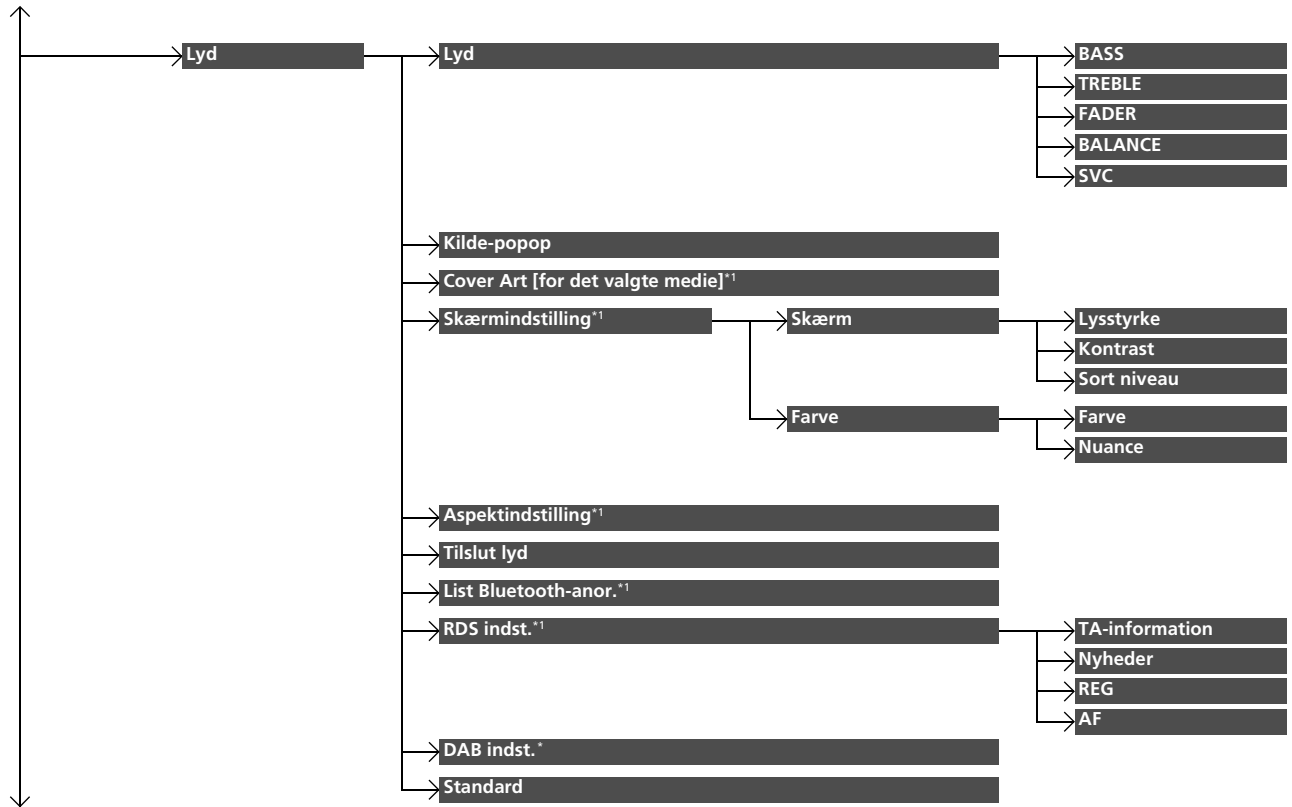 Lyd
Lyd
BASS
TREBLE
FADER
BALANCE
SVC
Kilde-popop
Cover Art [for det valgte medie]*1
Skærmindstilling*1
Skærm
Lysstyrke
Kontrast
Sort niveau
Farve
Farve
Nuance
Aspektindstilling*1
Tilslut lyd
List Bluetooth-anor.*1
RDS indst.*1
TA-information
Nyheder
REG
AF
DAB indst.*
Standard